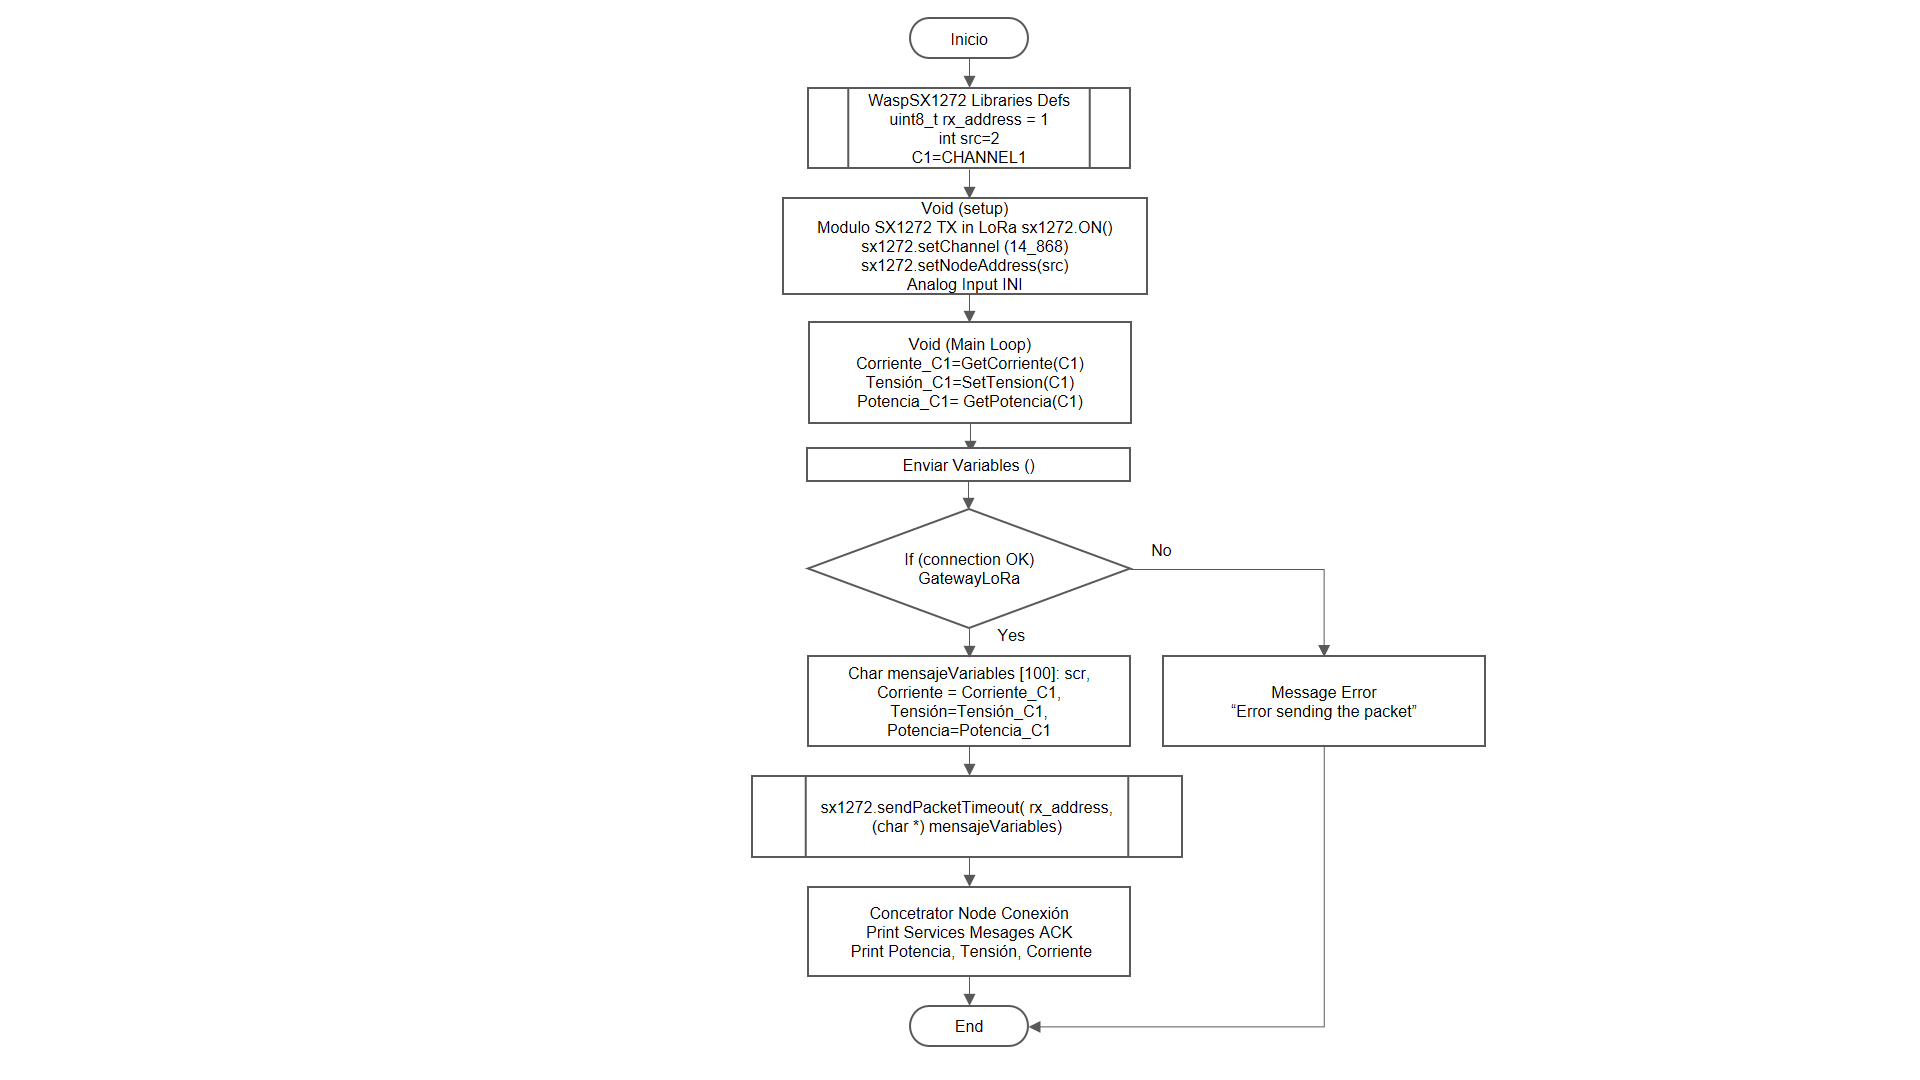 Inicio
WaspSX1272 Libraries Defs
uint8_t rx_address = 1
int src=2
C1=CHANNEL1
Void (setup)
Modulo SX1272 TX in LoRa sx1272.ON()
sx1272.setChannel (14_868)
sx1272.setNodeAddress(src)
Analog Input INI
Void (Main Loop)
Corriente_C1=GetCorriente(C1)
Tensión_C1=SetTension(C1)
Potencia_C1= GetPotencia(C1)
Enviar Variables ()
If (connection OK)
GatewayLoRa
No
Yes
Char mensajeVariables [100]: scr,
Corriente = Corriente_C1,
Tensión=Tensión_C1,
Potencia=Potencia_C1
Message Error
“Error sending the packet”
sx1272.sendPacketTimeout( rx_address,
(char *) mensajeVariables)
Concetrator Node Conexión
Print Services Mesages ACK
Print Potencia, Tensión, Corriente
End